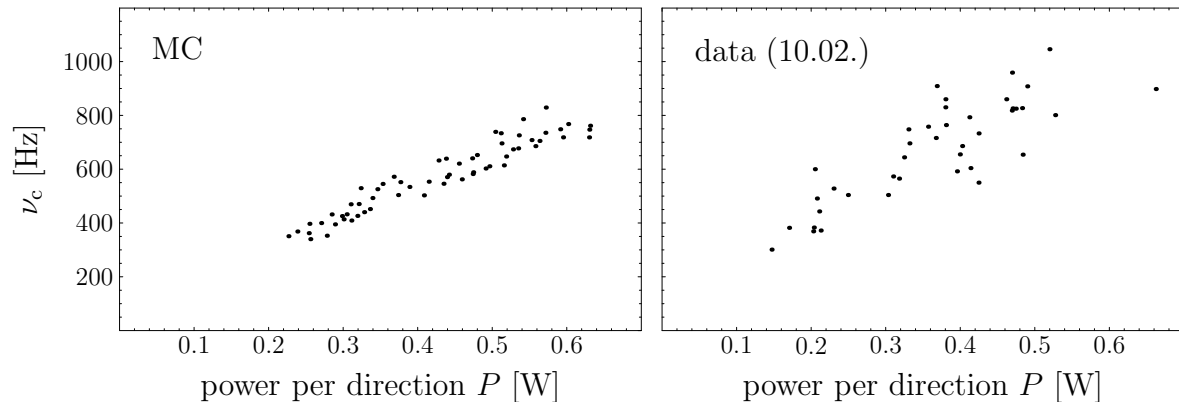 MC
data (10.02.)
1000
800
600
400
200
ν_c [Hz]
0.1 0.2 0.3 0.4 0.5 0.6
0.1 0.2 0.3 0.4 0.5 0.6
power per direction P [W]
power per direction P [W]